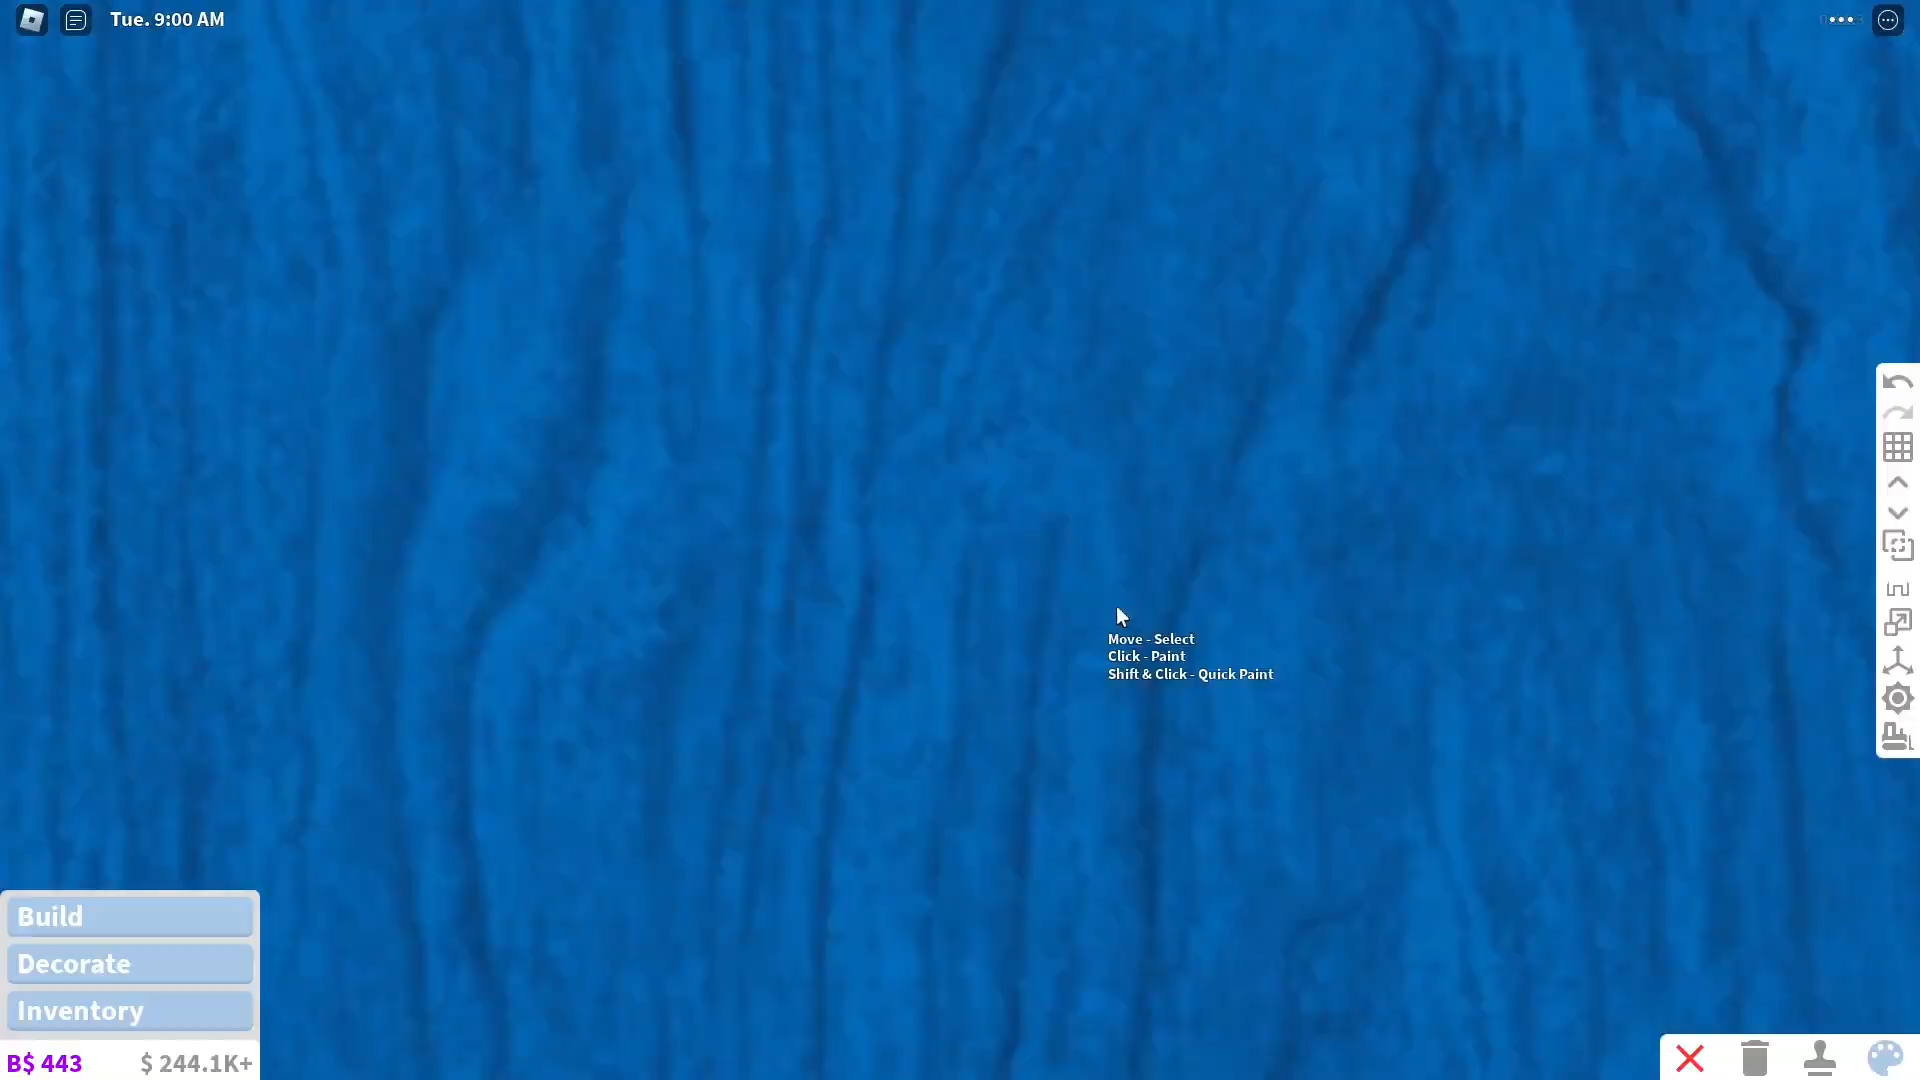 Tue. 9:00 AM
Move - Select
Click - Paint
Shift & Click - Quick Paint
Build
Decorate
Inventory
B$ 443
$ 244.1K+